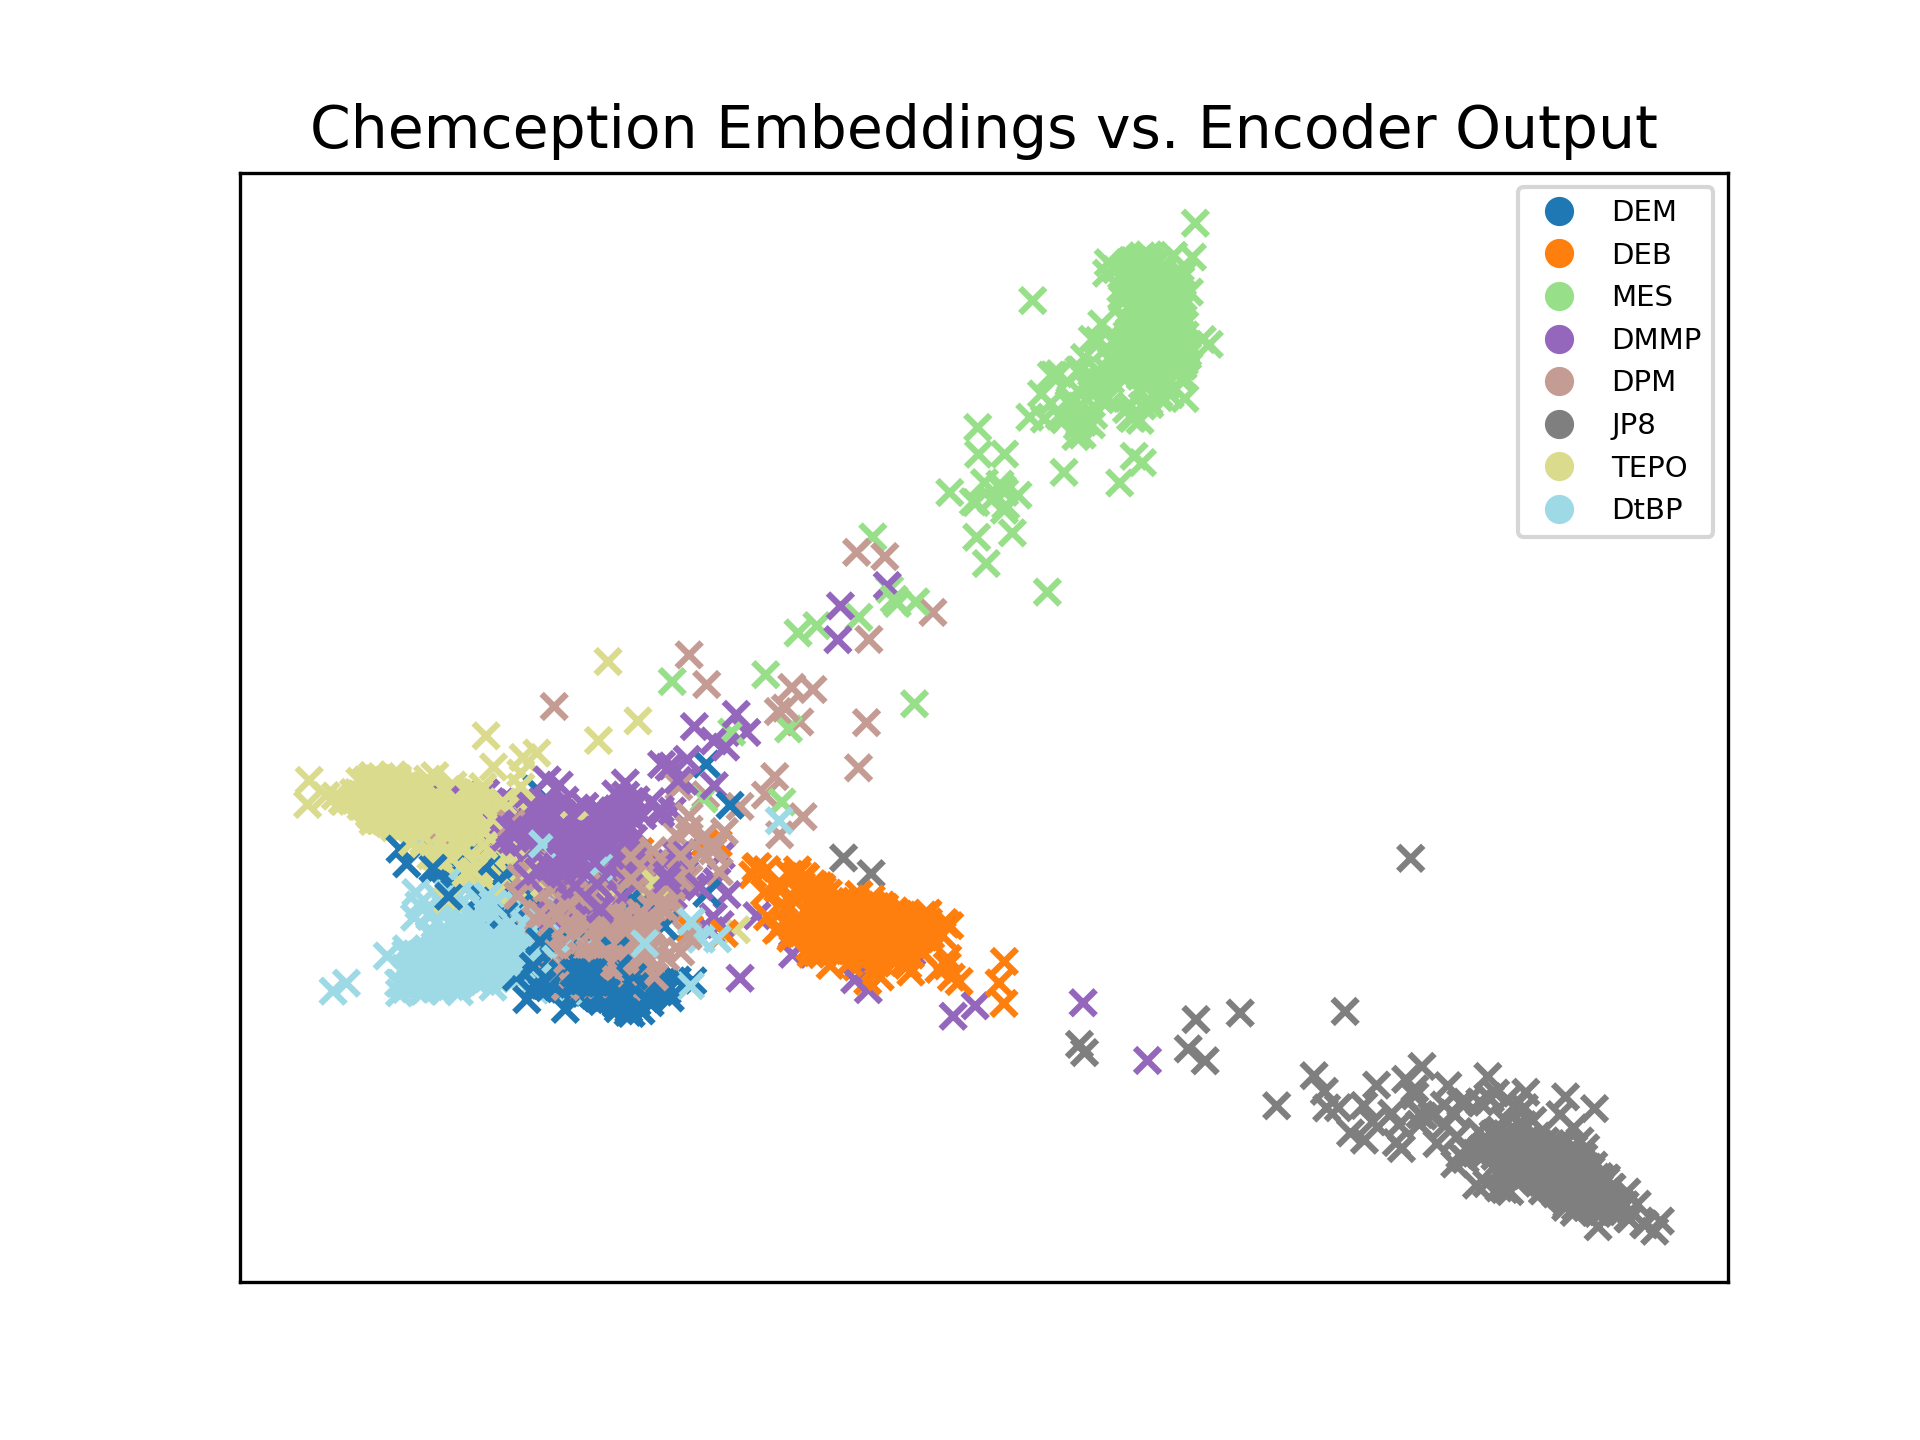 Chemception Embeddings vs. Encoder Output
DEM
DEB
MES
DMMP
DPM
JP8
TEPO
DtBP